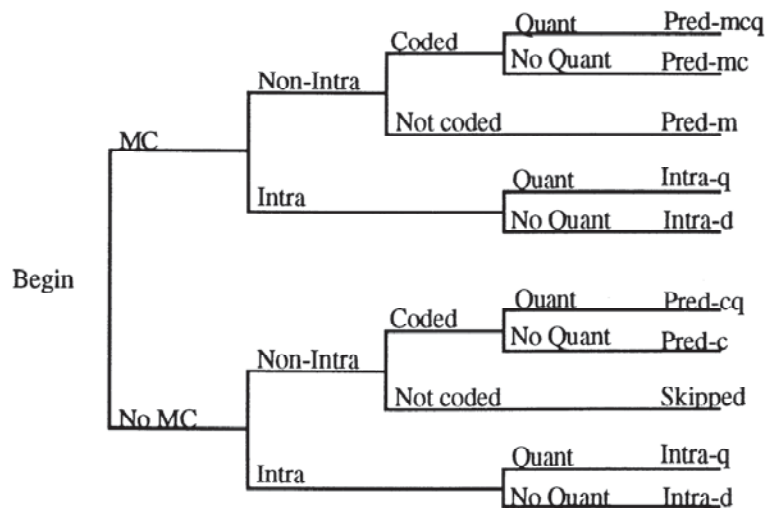 Quant Pred-mcq
Coded
No Quant Pred-mc
Non-Intra
Not coded Pred-m
MC
Quant Intra-q
Intra
No Quant Intra-d
Begin
Quant Pred-cq
Coded
No Quant Pred-c
Non-Intra
Not coded Skipped
No MC
Quant Intra-q
Intra
No Quant Intra-d